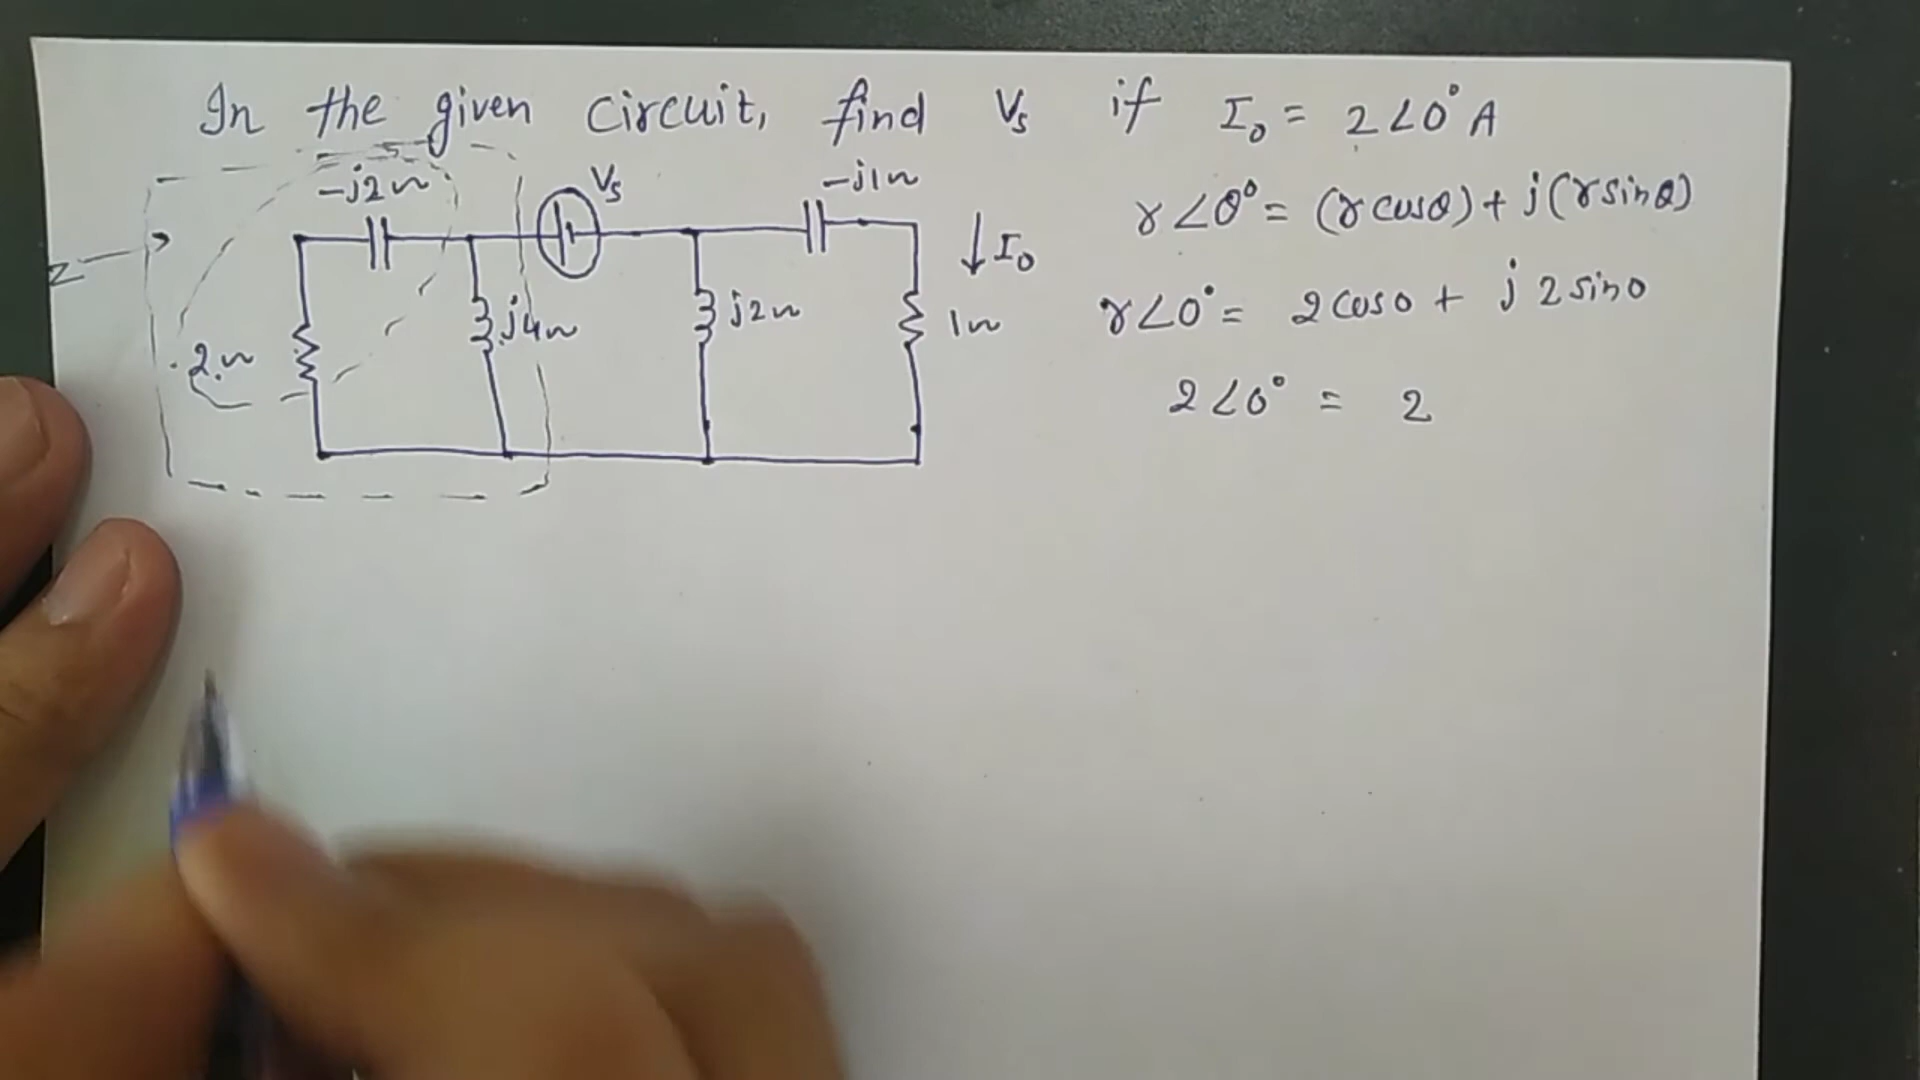 In the given circuit, find Vs if I₀ = 2∠0° A
-j2Ω
Vs
-j1Ω
r∠θ° = (r cosθ) + j(r sinθ)
Z
I₀
2Ω
j4Ω
j2Ω
1Ω
r∠0° = 2 cos0 + j 2 sin0
2∠0° = 2